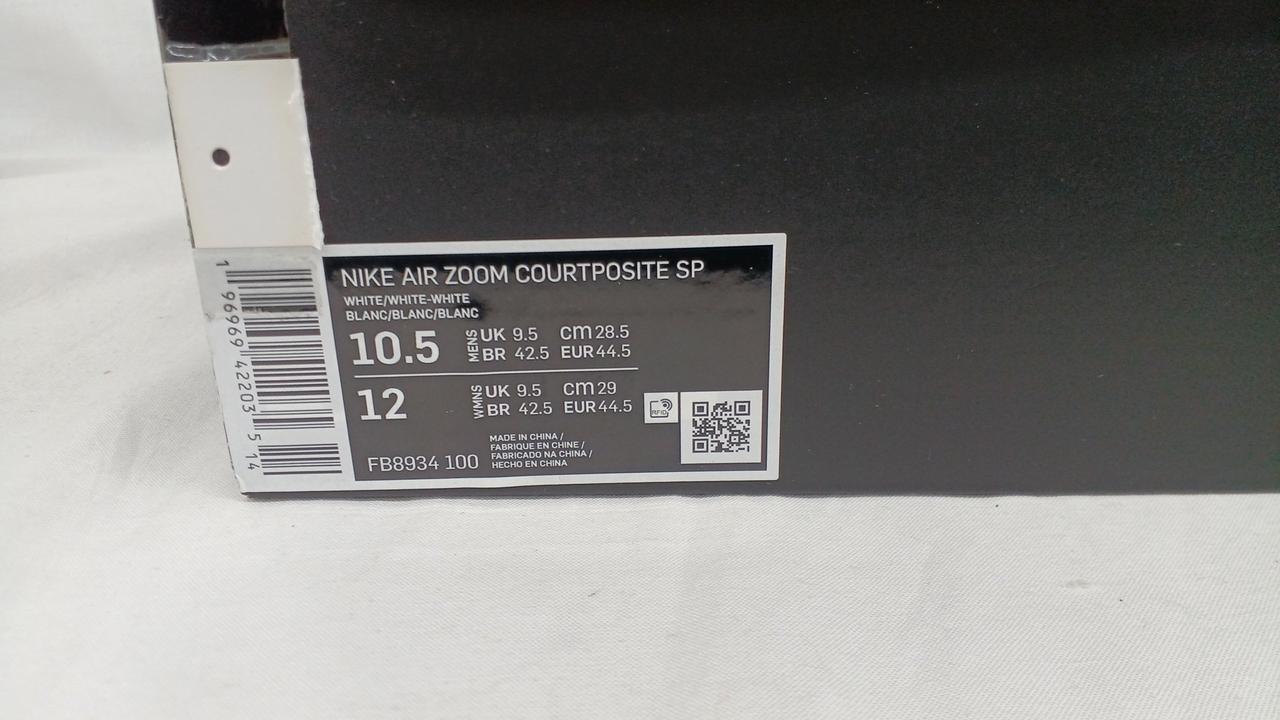 NIKE AIR ZOOM COURTPOSITE SP
WHITE/WHITE-WHITE
BLANC/BLANC/BLANC
10.5 MENS UK 9.5 CM 28.5
BR 42.5 EUR 44.5
12 WMNS UK 9.5 CM 29
BR 42.5 EUR 44.5
RFID
FB8934 100
MADE IN CHINA /
FABRIQUE EN CHINE /
FABRICADO NA CHINA /
HECHO EN CHINA
1 96969 42203 5 14